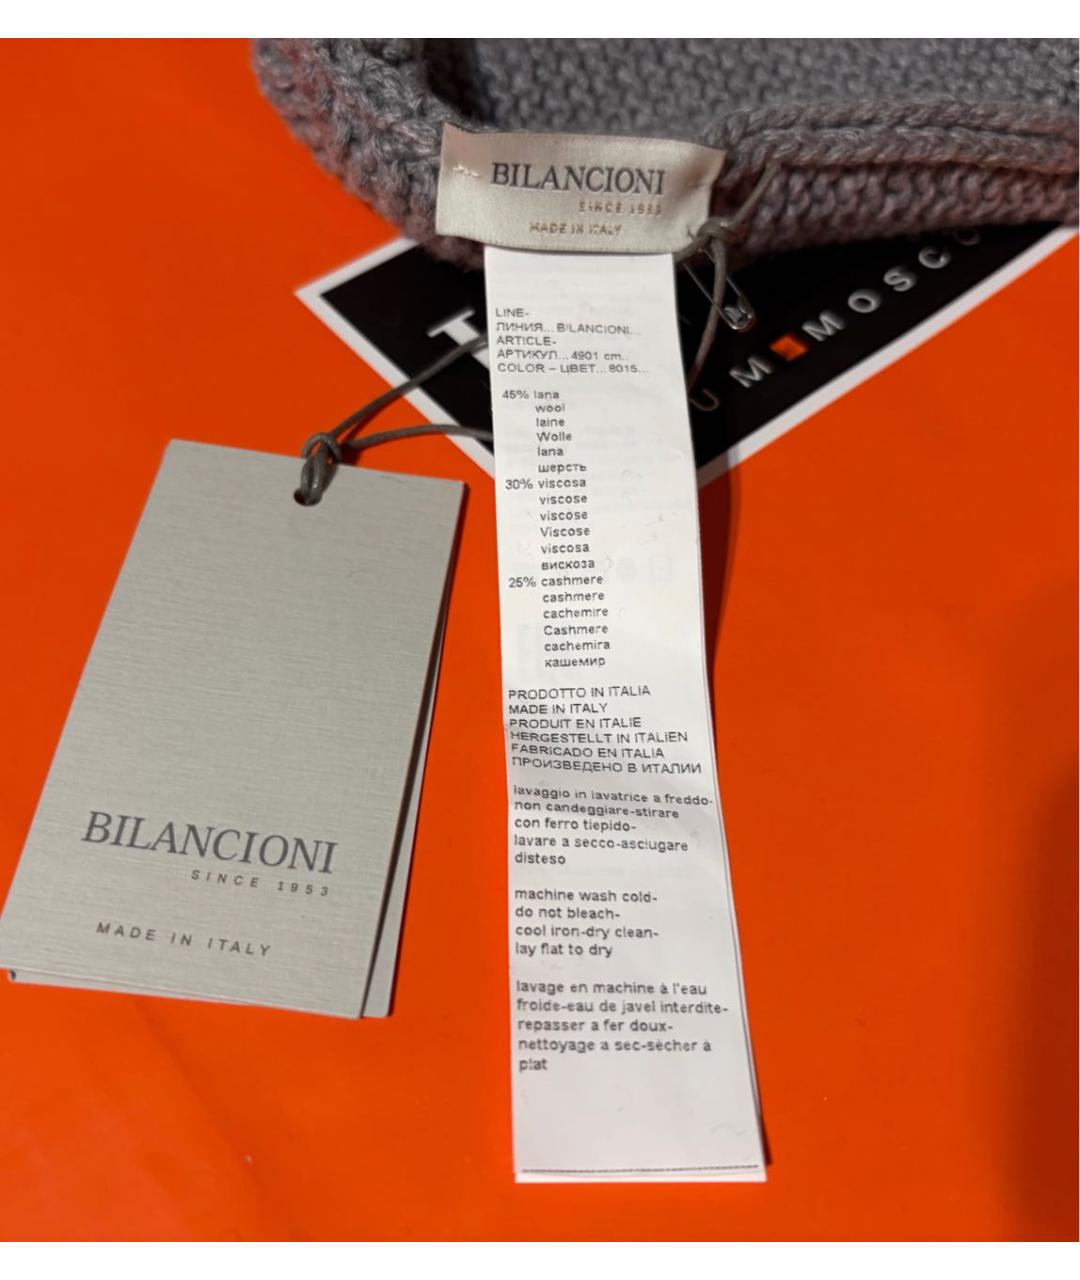 BILANCIONI
SINCE 1953
MADE IN ITALY
LINE-
ЛИНИЯ... BILANCIONI...
ARTICLE-
АРТИКУЛ... 4901 cm..
COLOR – ЦВЕТ... 8015...
45% lana
wool
laine
Wolle
lana
шерсть
30% viscosa
viscose
viscose
Viscose
viscosa
вискоза
25% cashmere
cashmere
cachemire
Cashmere
cachemira
кашемир
PRODOTTO IN ITALIA
MADE IN ITALY
PRODUIT EN ITALIE
HERGESTELLT IN ITALIEN
FABRICADO EN ITALIA
ПРОИЗВЕДЕНО В ИТАЛИИ
lavaggio in lavatrice a freddo-
non candeggiare-stirare
con ferro tiepido-
lavare a secco-asciugare
disteso
machine wash cold-
do not bleach-
cool iron-dry clean-
lay flat to dry
lavage en machine à l'eau
froide-eau de javel interdite-
repasser a fer doux-
nettoyage a sec-sècher à
plat
BILANCIONI
SINCE 1953
MADE IN ITALY